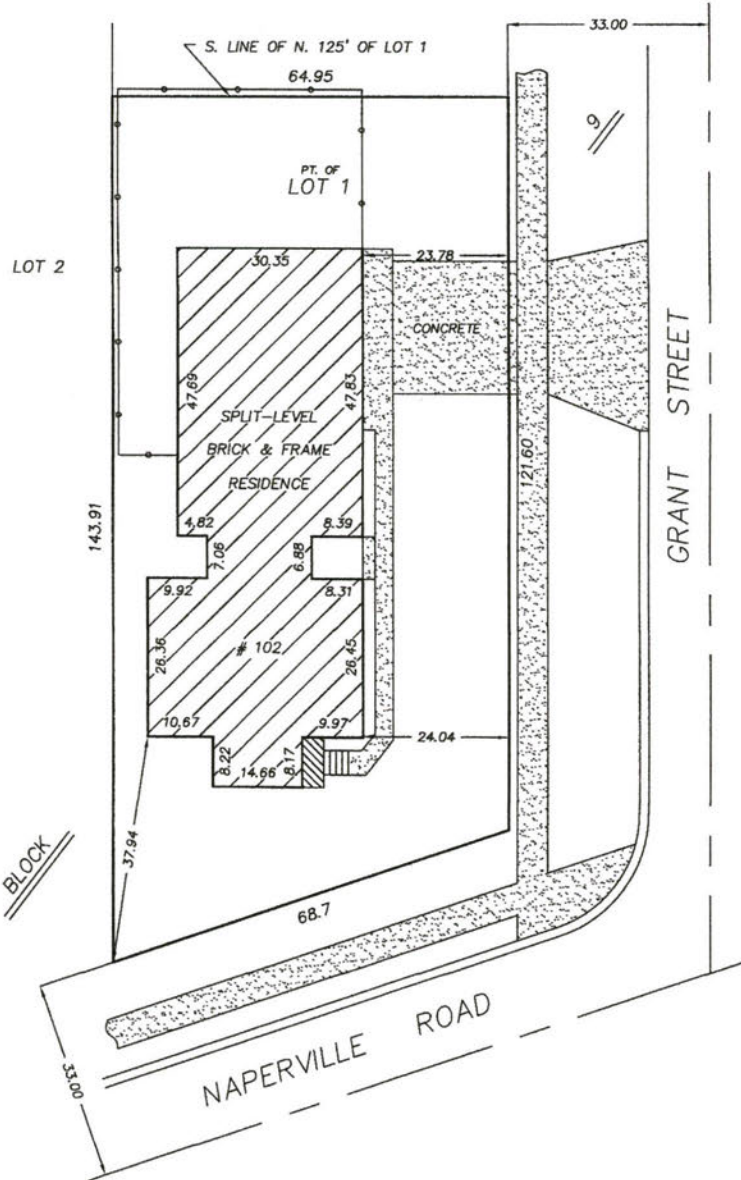 33.00
S. LINE OF N. 125' OF LOT 1
64.95
9
PT. OF
LOT 1
LOT 2
30.35
23.78
CONCRETE
47.69
47.83
SPLIT-LEVEL
BRICK & FRAME
RESIDENCE
GRANT STREET
121.60
143.91
4.82
8.39
7.06
6.88
9.92
8.31
26.36
# 102
26.45
10.67
9.97
24.04
8.22
14.66
8.17
37.94
BLOCK
68.7
33.00
NAPERVILLE ROAD